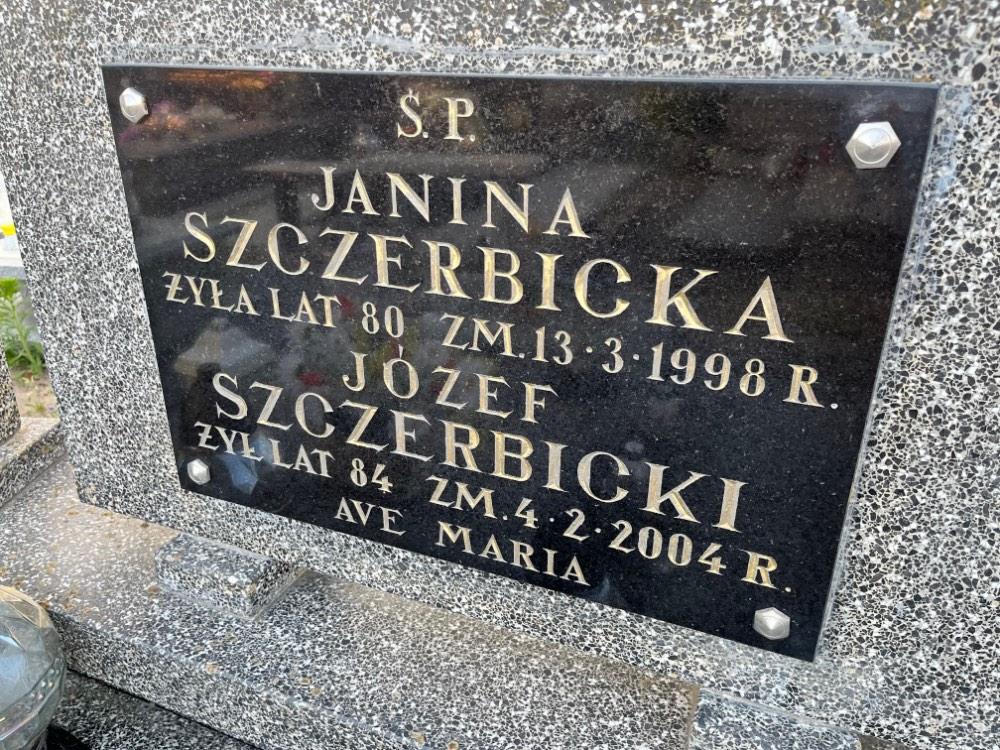 Ś. P.
JANINA
SZCZERBICKA
ŻYŁA LAT 80 ZM. 13·3·1998 R.
JÓZEF
SZCZERBICKI
ŻYŁ LAT 84 ZM. 4·2·2004 R.
AVE MARIA